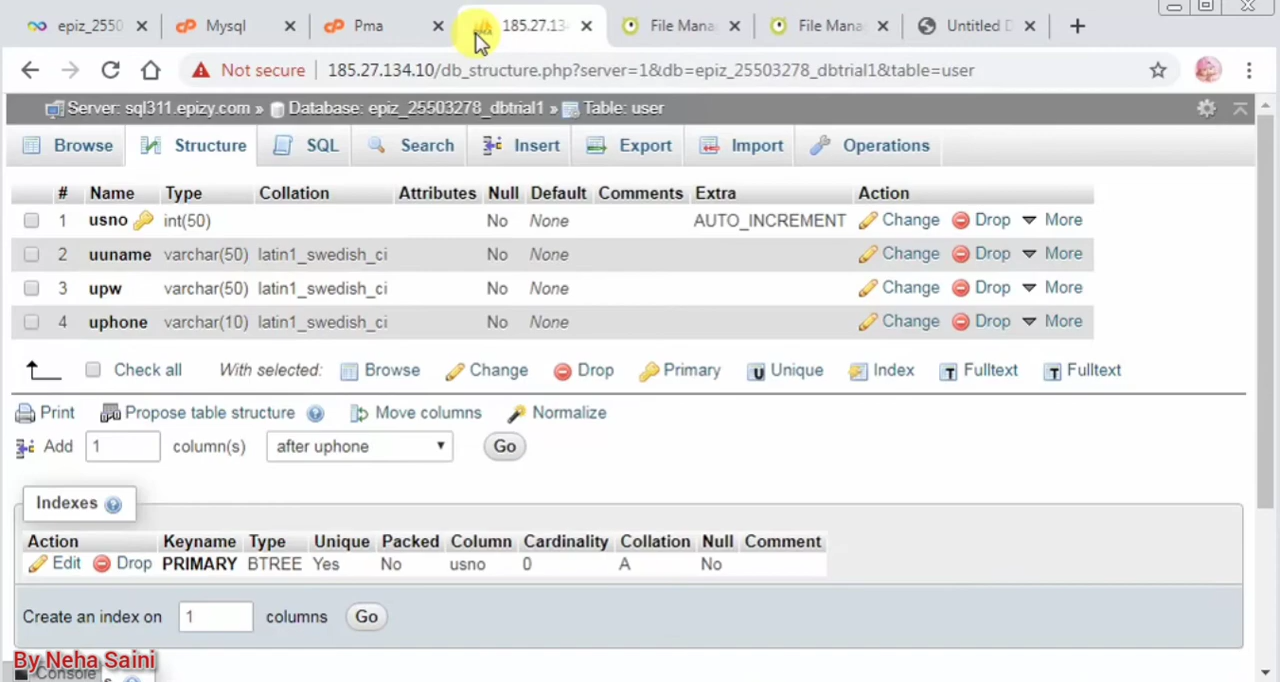 epiz_2550 Mysql Pma 185.27.13 File Mana File Mana Untitled D
Not secure 185.27.134.10/db_structure.php?server=1&db=epiz_25503278_dbtrial1&table=user
Server: sql311.epizy.com » Database: epiz_25503278_dbtrial1 » Table: user
Browse Structure SQL Search Insert Export Import Operations
# Name Type Collation Attributes Null Default Comments Extra Action
1 usno int(50) No None AUTO_INCREMENT Change Drop More
2 uuname varchar(50) latin1_swedish_ci No None Change Drop More
3 upw varchar(50) latin1_swedish_ci No None Change Drop More
4 uphone varchar(10) latin1_swedish_ci No None Change Drop More
Check all With selected: Browse Change Drop Primary U Unique Index T Fulltext T Fulltext
Print Propose table structure Move columns Normalize
Add 1 column(s) after uphone Go
Indexes
Action Keyname Type Unique Packed Column Cardinality Collation Null Comment
Edit Drop PRIMARY BTREE Yes No usno 0 A No
Create an index on 1 columns Go
By Neha Saini
Console